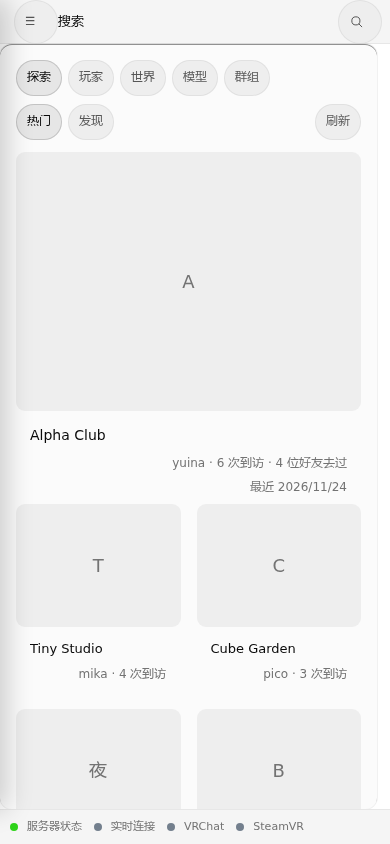 ☰ 搜索
探索 玩家 世界 模型 群组
热门 发现 刷新
A
Alpha Club
yuina · 6 次到访 · 4 位好友去过
最近 2026/11/24
T C
Tiny Studio Cube Garden
mika · 4 次到访 pico · 3 次到访
夜 B
服务器状态 实时连接 VRChat SteamVR